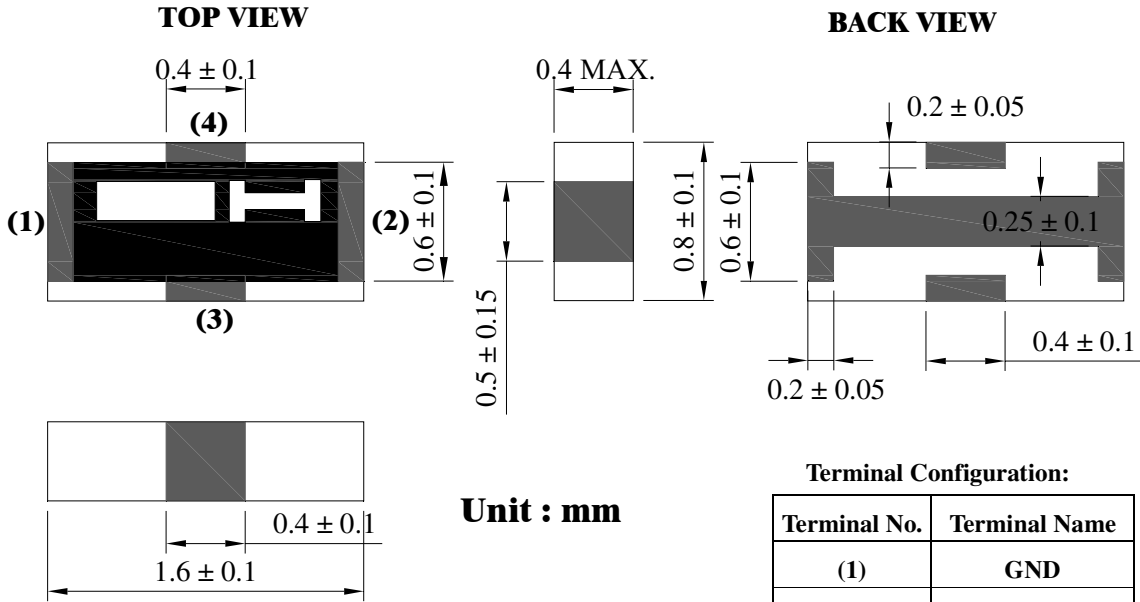 TOP VIEW
BACK VIEW
0.4 ± 0.1
0.4 MAX.
0.2 ± 0.05
(4)
(1)
(2)
0.6 ± 0.1
0.8 ± 0.1
0.6 ± 0.1
0.25 ± 0.1
(3)
0.5 ± 0.15
0.4 ± 0.1
0.2 ± 0.05
Terminal Configuration:
Unit : mm
0.4 ± 0.1
Terminal No. Terminal Name
1.6 ± 0.1
(1) GND